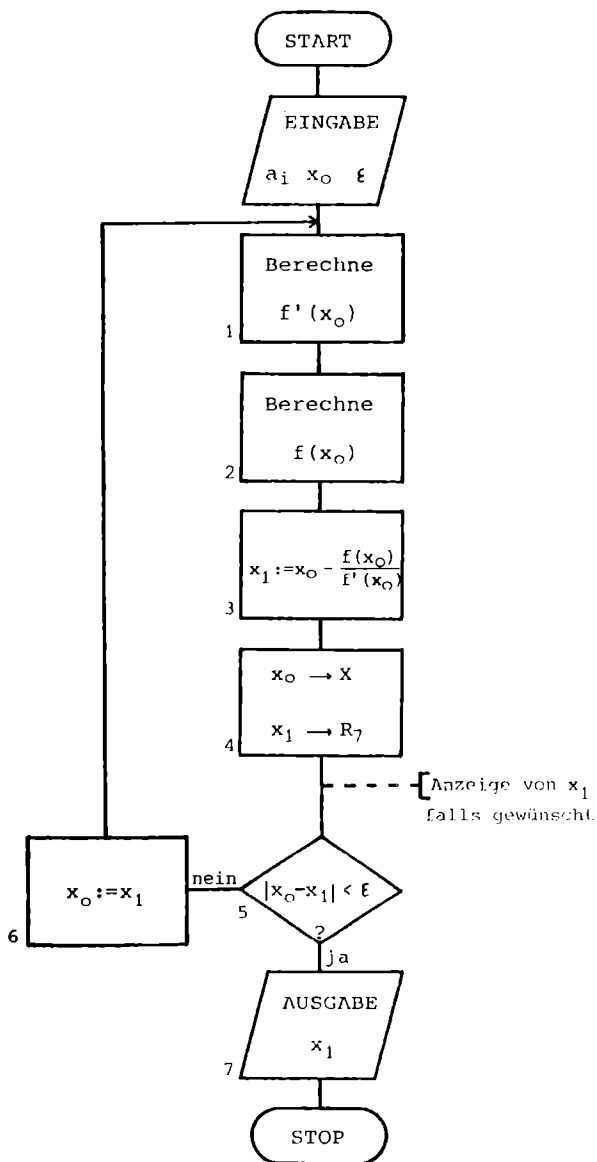 START
EINGABE
a_i x_o ε
Berechne
f'(x_o)
1
Berechne
f(x_o)
2
x_1:=x_o - f(x_o)/f'(x_o)
3
x_o → X
x_1 → R_7
4
Anzeige von x_1
falls gewünscht
nein
|x_o-x_1| < ε
5
?
x_o:=x_1
6
ja
AUSGABE
x_1
7
STOP